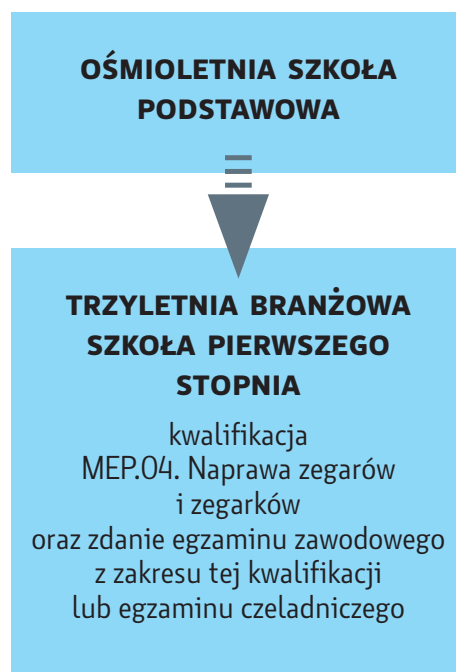 OŚMIOLETNIA SZKOŁA
PODSTAWOWA
TRZYLETNIA BRANŻOWA
SZKOŁA PIERWSZEGO
STOPNIA
kwalifikacja
MEP.04. Naprawa zegarów
i zegarków
oraz zdanie egzaminu zawodowego
z zakresu tej kwalifikacji
lub egzaminu czeladniczego